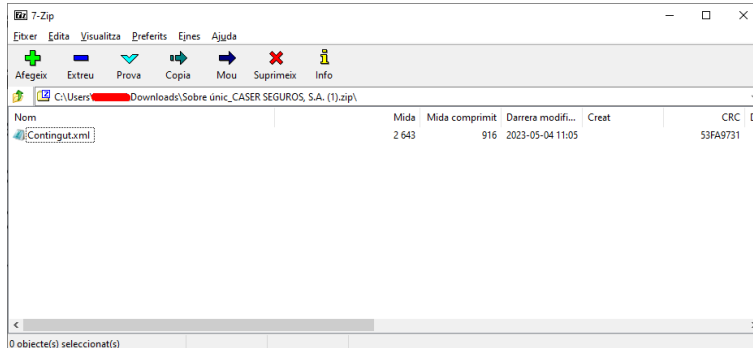 7-Zip
Fitxer Edita Visualitza Preferits Eines Ajuda
Afegeix Extreu Prova Copia Mou Suprimeix Info
C:\Users\ Downloads\Sobre únic_CASER SEGUROS, S.A. (1).zip\
Nom Mida Mida comprimit Darrera modifi... Creat CRC
Contingut.xml 2 643 916 2023-05-04 11:05 53FA9731
0 objecte(s) seleccionat(s)